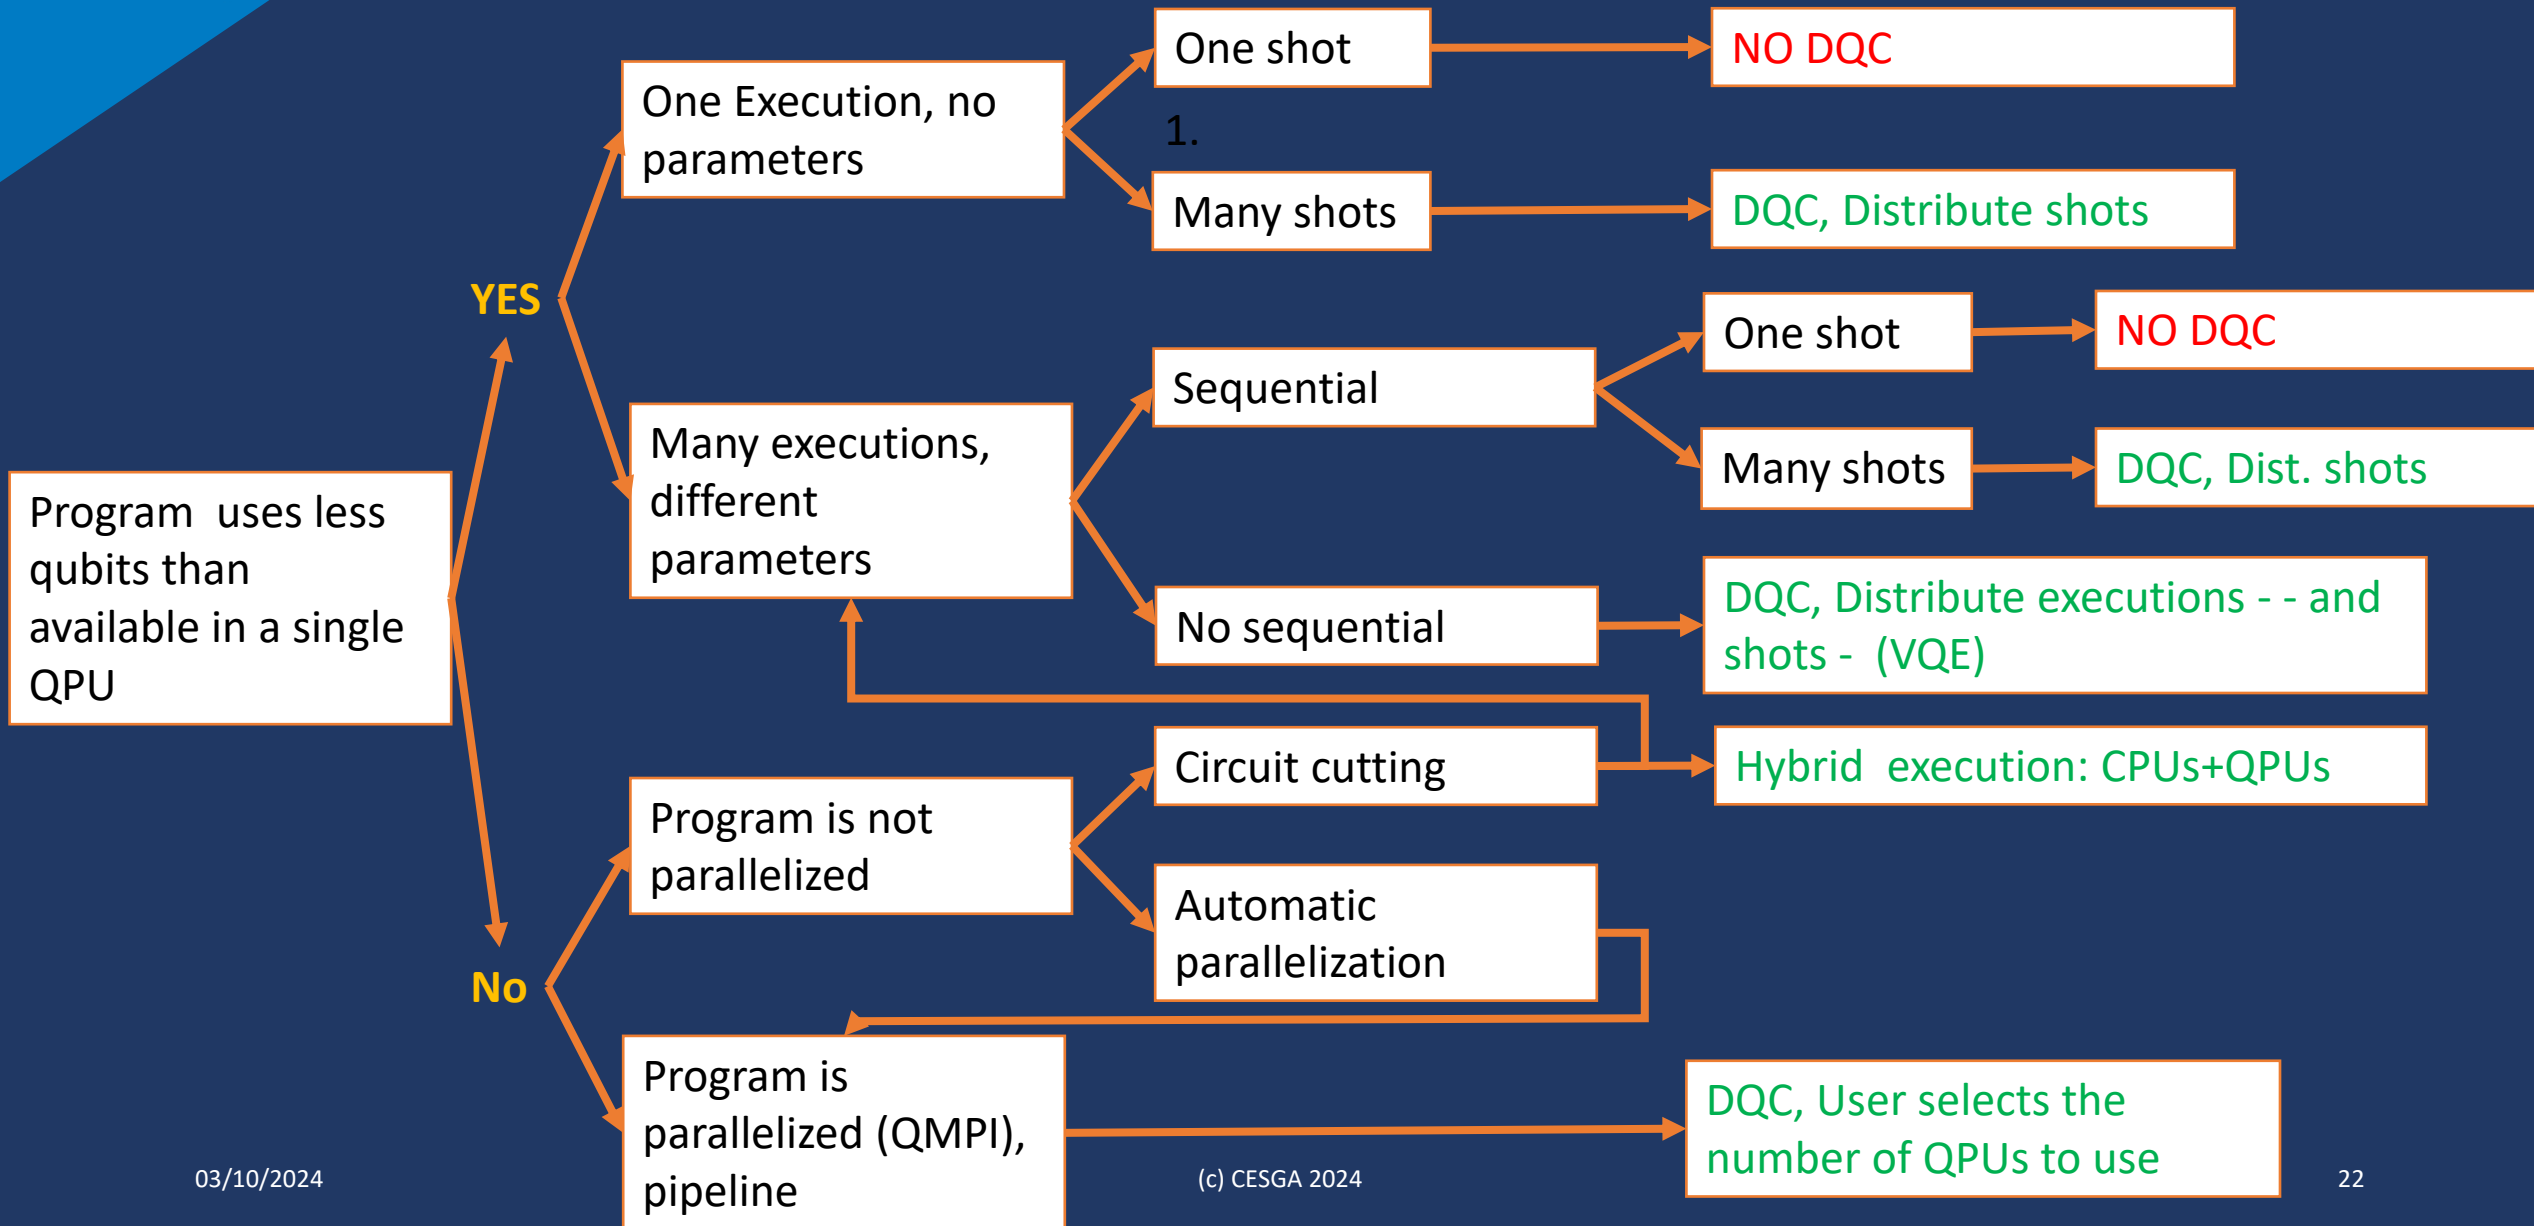 One shot
NO DQC
One Execution, no
parameters
1.
Many shots
DQC, Distribute shots
YES
One shot
NO DQC
Sequential
Many executions,
different
parameters
Many shots
DQC, Dist. shots
Program  uses less
qubits than
available in a single
QPU
No sequential
DQC, Distribute executions - - and
shots -  (VQE)
Circuit cutting
Hybrid  execution: CPUs+QPUs
Program is not
parallelized
Automatic
parallelization
No
Program is
parallelized (QMPI),
pipeline
DQC, User selects the
number of QPUs to use
03/10/2024
(c) CESGA 2024
22